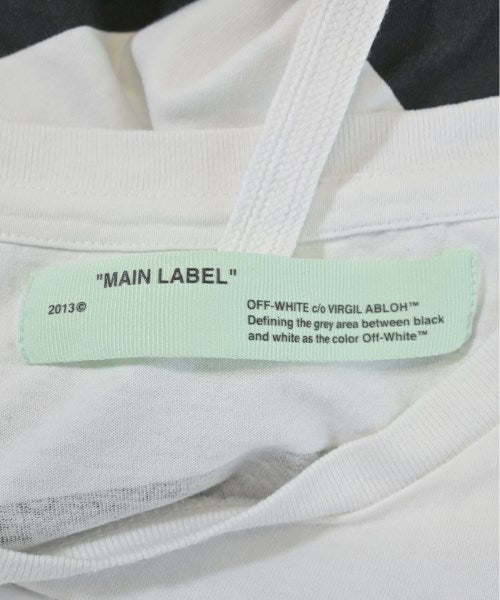 "MAIN LABEL"
2013©
OFF-WHITE c/o VIRGIL ABLOH™
Defining the grey area between black
and white as the color Off-White™